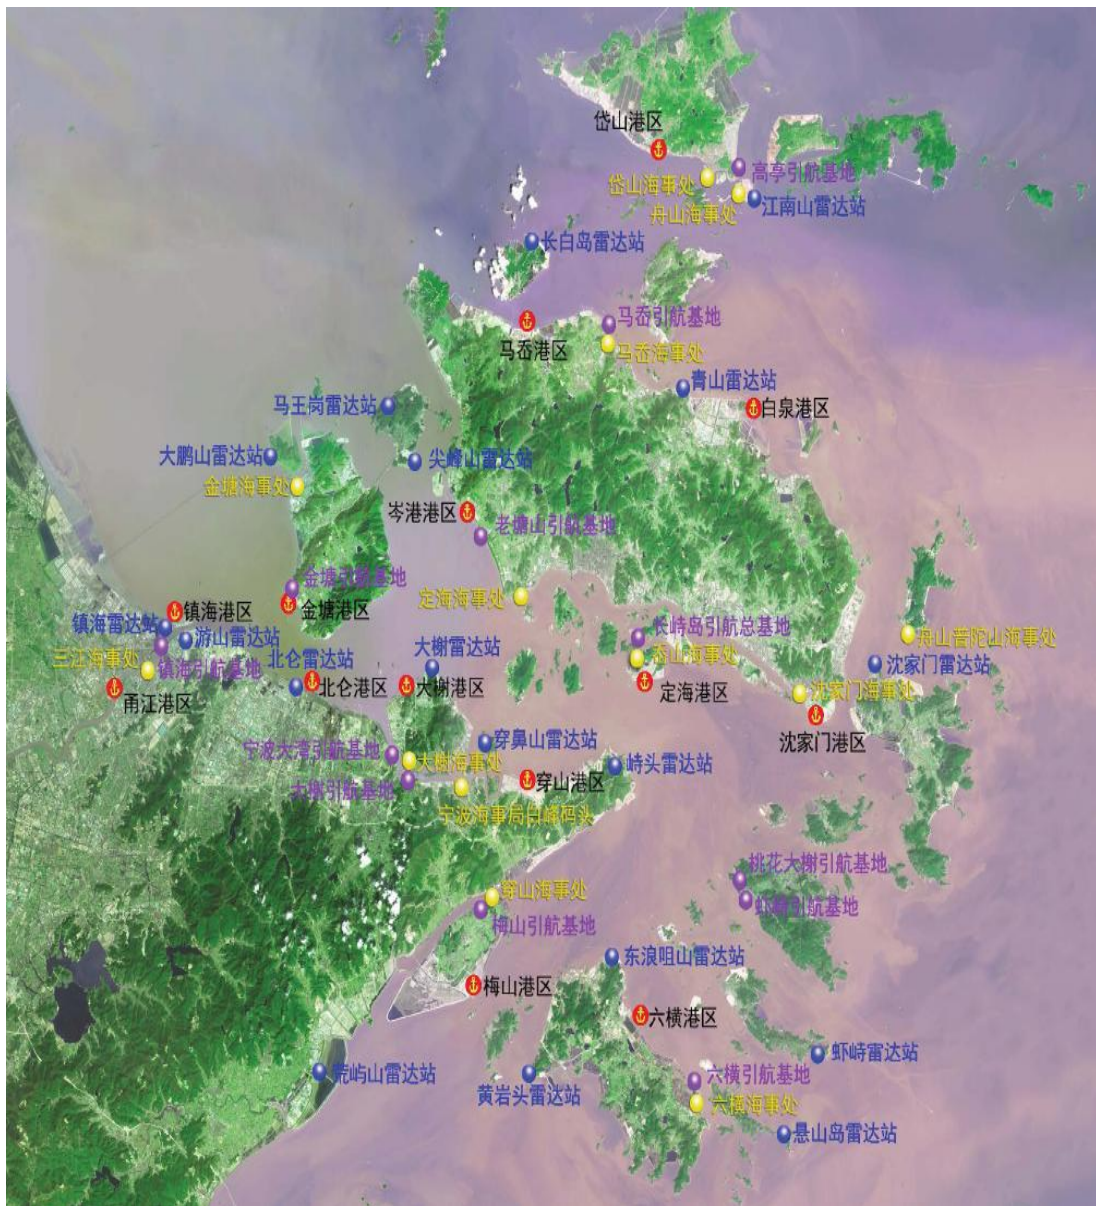 岱山港区
高亭引航基地
岱山海事处
舟山海事处
江南山雷达站
长白岛雷达站
马岙引航基地
马岙港区
马岙海事处
青山雷达站
马王岗雷达站
白泉港区
大鹏山雷达站
尖峰山雷达站
金塘海事处
岑港港区
老塘山引航基地
金塘引航基地
定海海事处
镇海港区
金塘港区
镇海雷达站
游山雷达站
长峙岛引航总基地
舟山普陀山海事处
三江海事处
镇海引航基地
北仑雷达站
大榭雷达站
沈家门雷达站
甬江港区
北仑港区
大榭港区
定海港区
沈家门海事处
宁波大湾引航基地
穿鼻山雷达站
沈家门港区
大榭海事处
峙头雷达站
大榭引航基地
穿山港区
宁波海事局白峰码头
桃花大榭引航基地
穿山海事处
虾峙引航基地
梅山引航基地
东浪咀山雷达站
梅山港区
六横港区
虾峙雷达站
荒屿山雷达站
六横引航基地
黄岩头雷达站
六横海事处
悬山岛雷达站